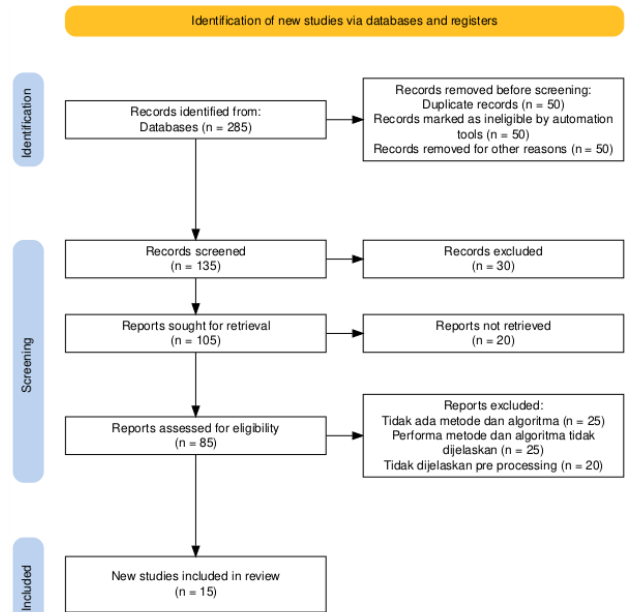 Identification of new studies via databases and registers
Identification
Records identified from:
Databases (n = 285)
Records removed before screening:
Duplicate records (n = 50)
Records marked as ineligible by automation
tools (n = 50)
Records removed for other reasons (n = 50)
Screening
Records screened
(n = 135)
Records excluded
(n = 30)
Reports sought for retrieval
(n = 105)
Reports not retrieved
(n = 20)
Reports assessed for eligibility
(n = 85)
Reports excluded:
Tidak ada metode dan algoritma (n = 25)
Performa metode dan algoritma tidak
dijelaskan (n = 25)
Tidak dijelaskan pre processing (n = 20)
Included
New studies included in review
(n = 15)